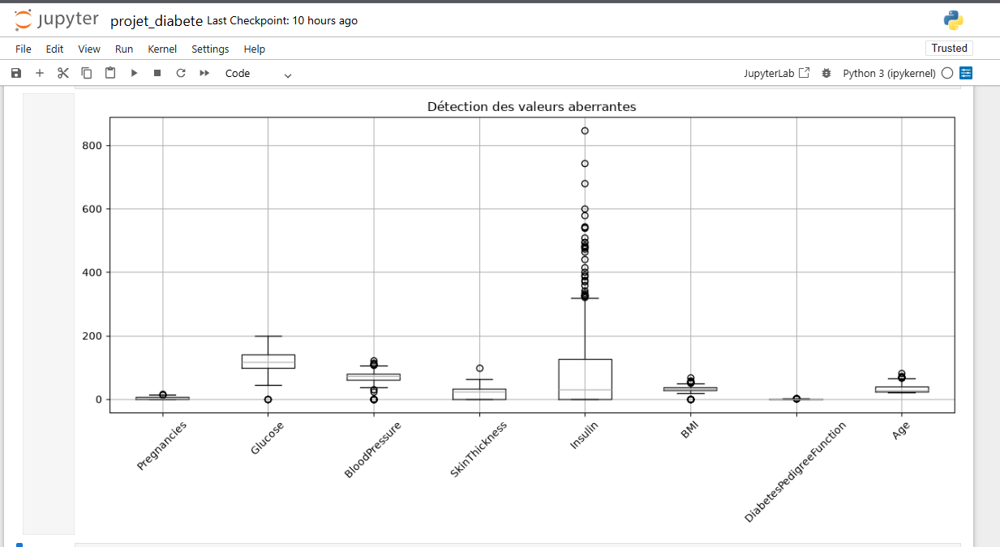 jupyter projet_diabete Last Checkpoint: 10 hours ago
File Edit View Run Kernel Settings Help Trusted
Code JupyterLab Python 3 (ipykernel)
Détection des valeurs aberrantes
800
600
400
200
0
Pregnancies
Glucose
BloodPressure
SkinThickness
Insulin
BMI
DiabetesPedigreeFunction
Age